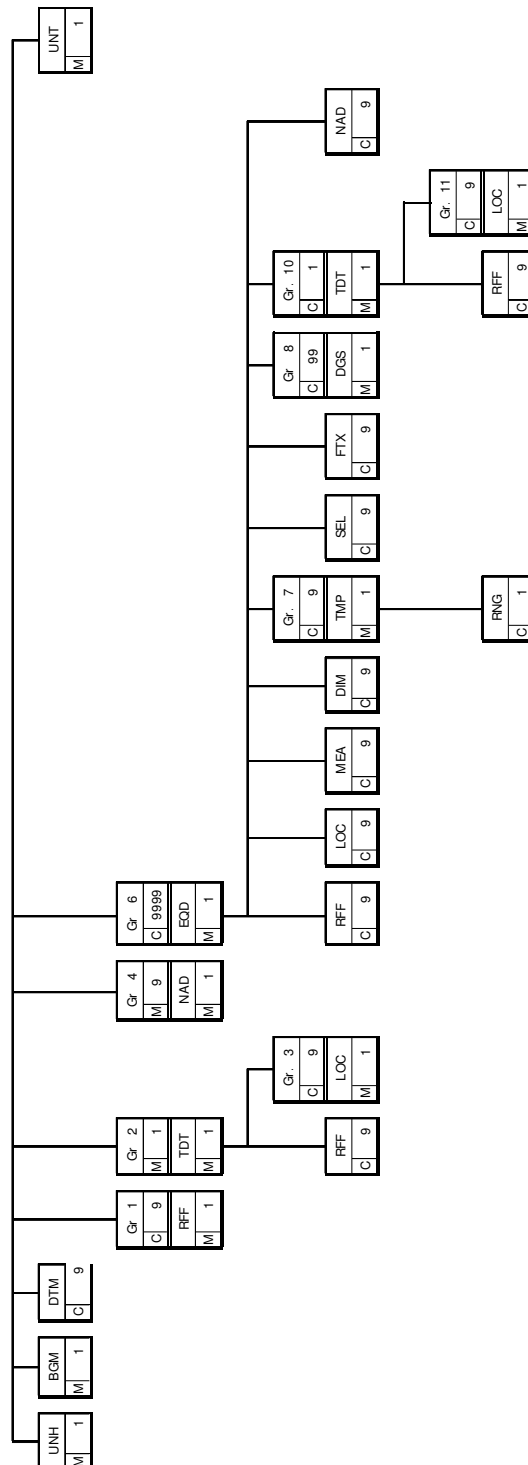 UNH
M 1
BGM
M 1
DTM
C 9
Gr 1
C 9
RFF
M 1
Gr 2
M 1
TDT
M 1
RFF
C 9
Gr. 3
C 9
LOC
M 1
Gr 4
M 9
NAD
M 1
Gr 6
C 9999
EQD
M 1
RFF
C 9
LOC
C 9
MEA
C 9
DIM
C 9
Gr. 7
C 9
TMP
M 1
RNG
C 1
SEL
C 9
FTX
C 9
Gr 8
C 99
DGS
M 1
Gr. 10
C 1
TDT
M 1
RFF
C 9
Gr. 11
C 9
LOC
M 1
NAD
C 9
UNT
M 1